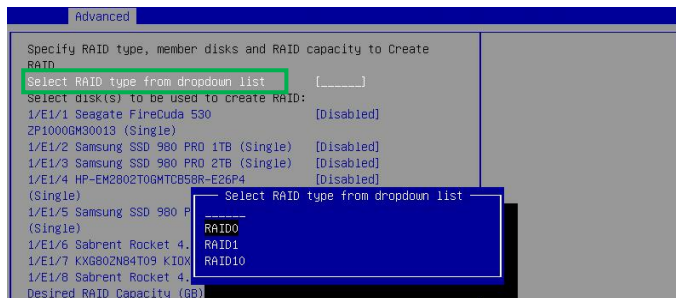 Advanced
Specify RAID type, member disks and RAID capacity to Create
RAID
Select RAID type from dropdown list [______]
Select disk(s) to be used to create RAID:
1/E1/1 Seagate FireCuda 530 [Disabled]
ZP1000GM30013 (Single)
1/E1/2 Samsung SSD 980 PRO 1TB (Single) [Disabled]
1/E1/3 Samsung SSD 980 PRO 2TB (Single) [Disabled]
1/E1/4 HP-EM2802TOGMTCB58R-E26P4 [Disabled]
(Single)
1/E1/5 Samsung SSD 980 P
(Single)
1/E1/6 Sabrent Rocket 4.
1/E1/7 KXG80ZN84T09 KIOX
1/E1/8 Sabrent Rocket 4.
Desired RAID Capacity (GB)
Select RAID type from dropdown list
______
RAID0
RAID1
RAID10